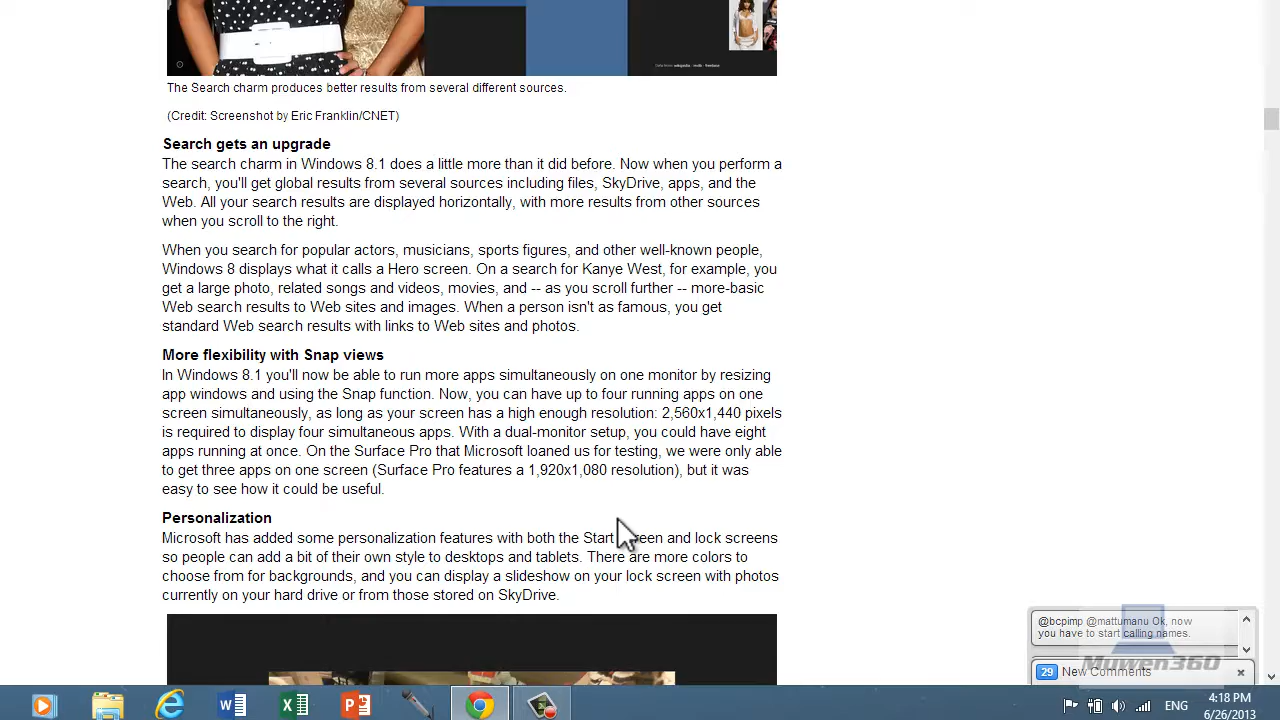 Data from: wikipedia · imdb · freebase
The Search charm produces better results from several different sources.
(Credit: Screenshot by Eric Franklin/CNET)
Search gets an upgrade
The search charm in Windows 8.1 does a little more than it did before. Now when you perform a
search, you'll get global results from several sources including files, SkyDrive, apps, and the
Web. All your search results are displayed horizontally, with more results from other sources
when you scroll to the right.
When you search for popular actors, musicians, sports figures, and other well-known people,
Windows 8 displays what it calls a Hero screen. On a search for Kanye West, for example, you
get a large photo, related songs and videos, movies, and -- as you scroll further -- more-basic
Web search results to Web sites and images. When a person isn't as famous, you get
standard Web search results with links to Web sites and photos.
More flexibility with Snap views
In Windows 8.1 you'll now be able to run more apps simultaneously on one monitor by resizing
app windows and using the Snap function. Now, you can have up to four running apps on one
screen simultaneously, as long as your screen has a high enough resolution: 2,560x1,440 pixels
is required to display four simultaneous apps. With a dual-monitor setup, you could have eight
apps running at once. On the Surface Pro that Microsoft loaned us for testing, we were only able
to get three apps on one screen (Surface Pro features a 1,920x1,080 resolution), but it was
easy to see how it could be useful.
Personalization
Microsoft has added some personalization features with both the Start and lock screens
so people can add a bit of their own style to desktops and tablets. There are more colors to
choose from for backgrounds, and you can display a slideshow on your lock screen with photos
currently on your hard drive or from those stored on SkyDrive.
@bcpimp @mattumanu Ok, now
you have to start calling names.
Muwen360
29 New Comments
ENG
4:18 PM
6/26/2013